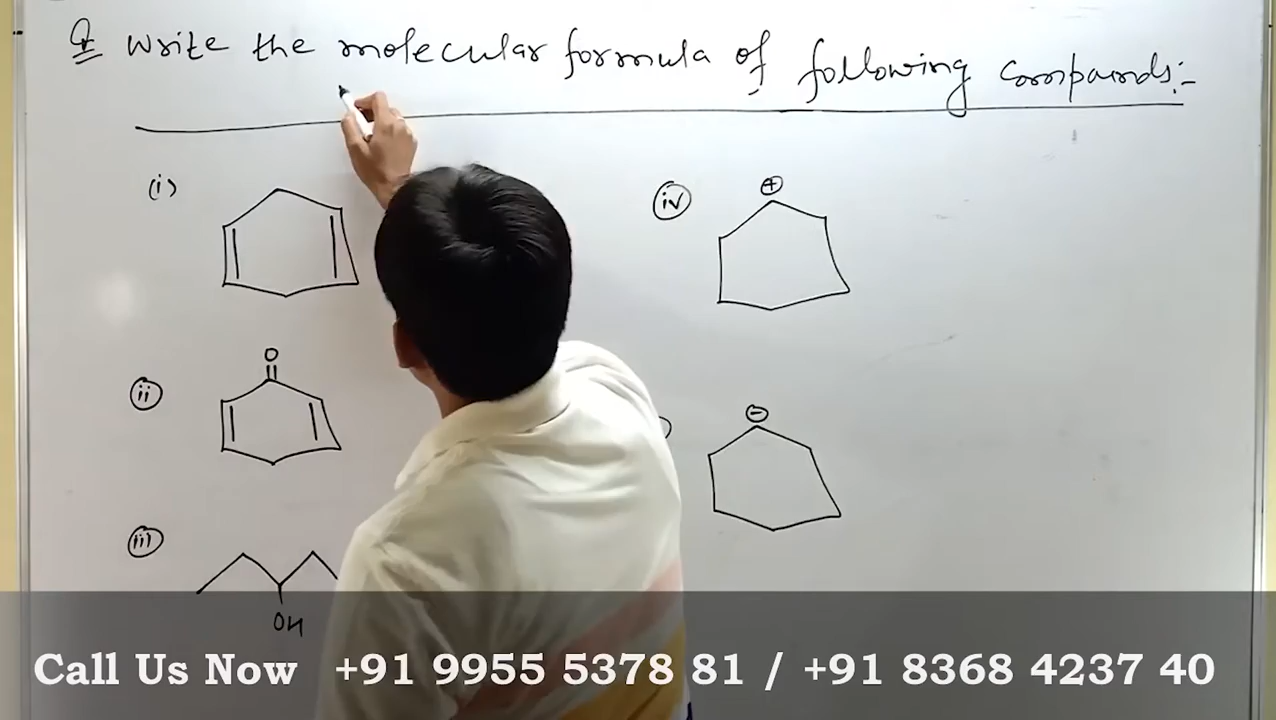 Q Write the molecular formula of following compounds:-
(i)
(iv)
⊕
O
(ii)
⊖
(iii)
OH
Call Us Now +91 9955 5378 81 / +91 8368 4237 40